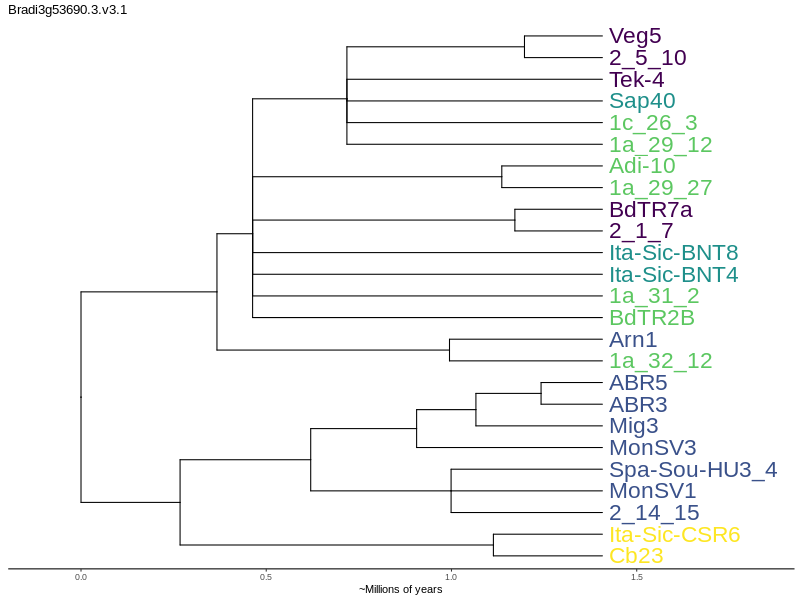 Bradi3g53690.3.v3.1
Veg5
2_5_10
Tek-4
Sap40
1c_26_3
1a_29_12
Adi-10
1a_29_27
BdTR7a
2_1_7
Ita-Sic-BNT8
Ita-Sic-BNT4
1a_31_2
BdTR2B
Arn1
1a_32_12
ABR5
ABR3
Mig3
MonSV3
Spa-Sou-HU3_4
MonSV1
2_14_15
Ita-Sic-CSR6
Cb23
0.0 0.5 1.0 1.5
~Millions of years